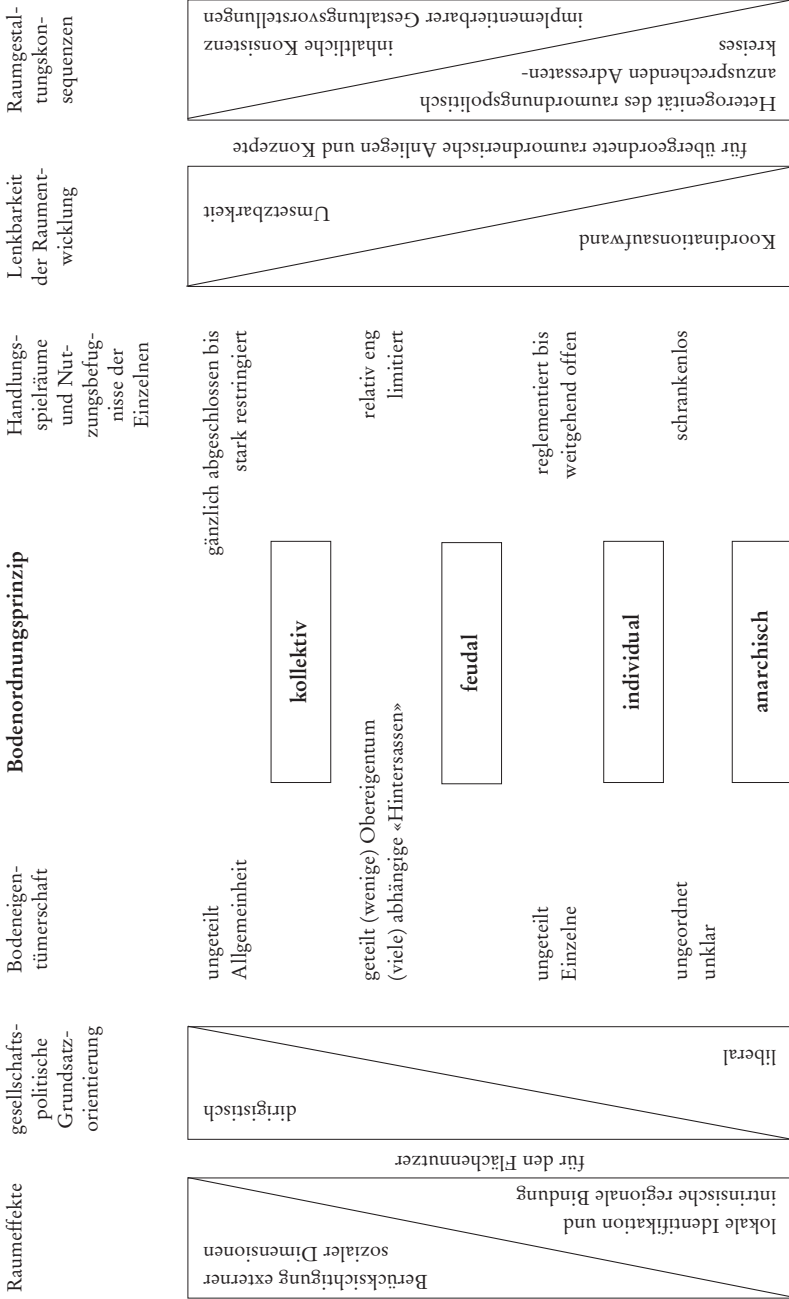 Raumeffekte
Berücksichtigung externer
sozialer Dimensionen
lokale Identifikation und
intrinsische regionale Bindung
für den Flächennutzer
gesellschafts-
politische
Grundsatz-
orientierung
dirigistisch
liberal
Bodeneigen-
tümerschaft
ungeteilt
Allgemeinheit
geteilt (wenige) Obereigentum
(viele) abhängige «Hintersassen»
ungeteilt
Einzelne
ungeordnet
unklar
Bodenordnungsprinzip
kollektiv
feudal
individual
anarchisch
Handlungs-
spielräume
und Nut-
zungsbefug-
nisse der
Einzelnen
gänzlich abgeschlossen bis
stark restringiert
relativ eng
limitiert
reglementiert bis
weitgehend offen
schrankenlos
Lenkbarkeit
der Raument-
wicklung
Umsetzbarkeit
Koordinationsaufwand
für übergeordnete raumordnerische Anliegen und Konzepte
Raumgestal-
tungskon-
sequenzen
inhaltliche Konsistenz
implementierbarer Gestaltungsvorstellungen
Heterogenität des raumordnungspolitisch
anzusprechenden Adressaten-
kreises